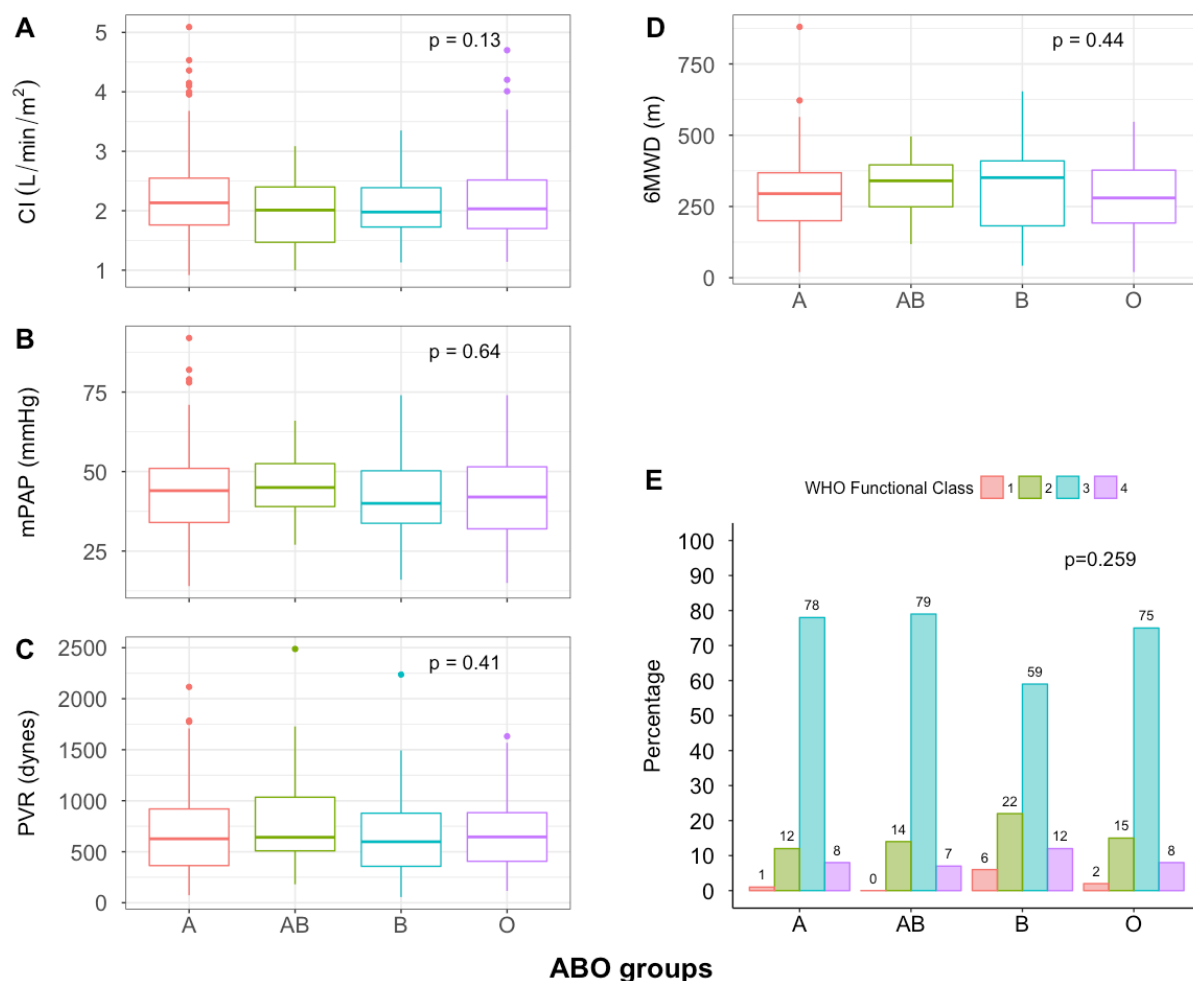 A
CI (L/min/m²)
5
4
3
2
1
p = 0.13
B
mPAP (mmHg)
75
50
25
p = 0.64
C
PVR (dynes)
2500
2000
1500
1000
500
0
p = 0.41
A AB B O
D
6MWD (m)
750
500
250
0
p = 0.44
A AB B O
E
WHO Functional Class 1 2 3 4
Percentage
100
90
80
70
60
50
40
30
20
10
0
p=0.259
1 12 78 8
0 14 79 7
6 22 59 12
2 15 75 8
A AB B O
ABO groups